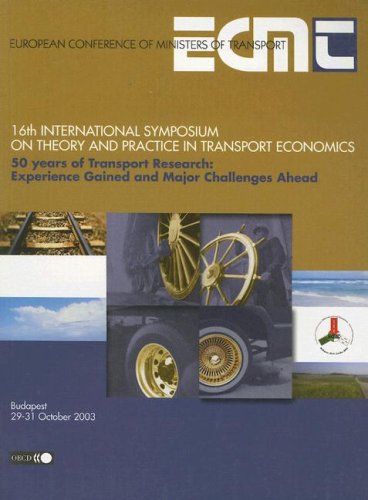 EUROPEAN CONFERENCE OF MINISTERS OF TRANSPORT
ECMT
16th INTERNATIONAL SYMPOSIUM
ON THEORY AND PRACTICE IN TRANSPORT ECONOMICS
50 years of Transport Research:
Experience Gained and Major Challenges Ahead
Budapest
29-31 October 2003
OECD